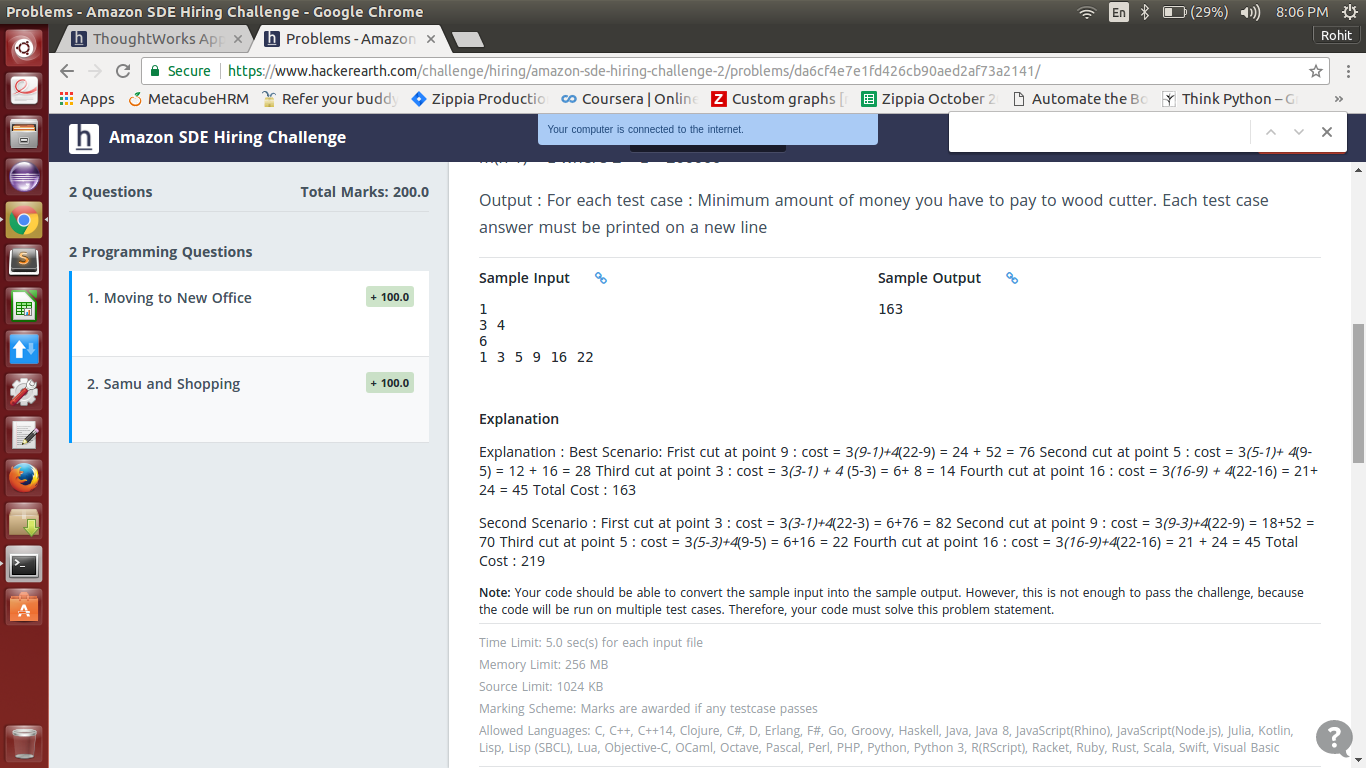 Problems - Amazon SDE Hiring Challenge - Google Chrome
En
(29%)
8:06 PM
ThoughtWorks App
Problems - Amazon
Rohit
Secure
https://www.hackerearth.com/challenge/hiring/amazon-sde-hiring-challenge-2/problems/da6cf4e7e1fd426cb90aed2af73a2141/
Apps
MetacubeHRM
Refer your buddy
Zippia Productio
Coursera | Online
Custom graphs [
Zippia October 2
Automate the Bo
Think Python – G
»
h
Amazon SDE Hiring Challenge
Your computer is connected to the internet.
2 Questions
Total Marks: 200.0
2 Programming Questions
1. Moving to New Office
+ 100.0
2. Samu and Shopping
+ 100.0
Output : For each test case : Minimum amount of money you have to pay to wood cutter. Each test case
answer must be printed on a new line
Sample Input
1
3 4
6
1 3 5 9 16 22
Sample Output
163
Explanation
Explanation : Best Scenario: Frist cut at point 9 : cost = 3(9-1)+4(22-9) = 24 + 52 = 76 Second cut at point 5 : cost = 3(5-1)+ 4(9-
5) = 12 + 16 = 28 Third cut at point 3 : cost = 3(3-1) + 4 (5-3) = 6+ 8 = 14 Fourth cut at point 16 : cost = 3(16-9) + 4(22-16) = 21+
24 = 45 Total Cost : 163
Second Scenario : First cut at point 3 : cost = 3(3-1)+4(22-3) = 6+76 = 82 Second cut at point 9 : cost = 3(9-3)+4(22-9) = 18+52 =
70 Third cut at point 5 : cost = 3(5-3)+4(9-5) = 6+16 = 22 Fourth cut at point 16 : cost = 3(16-9)+4(22-16) = 21 + 24 = 45 Total
Cost : 219
Note: Your code should be able to convert the sample input into the sample output. However, this is not enough to pass the challenge, because
the code will be run on multiple test cases. Therefore, your code must solve this problem statement.
Time Limit: 5.0 sec(s) for each input file
Memory Limit: 256 MB
Source Limit: 1024 KB
Marking Scheme: Marks are awarded if any testcase passes
Allowed Languages: C, C++, C++14, Clojure, C#, D, Erlang, F#, Go, Groovy, Haskell, Java, Java 8, JavaScript(Rhino), JavaScript(Node.js), Julia, Kotlin,
Lisp, Lisp (SBCL), Lua, Objective-C, OCaml, Octave, Pascal, Perl, PHP, Python, Python 3, R(RScript), Racket, Ruby, Rust, Scala, Swift, Visual Basic